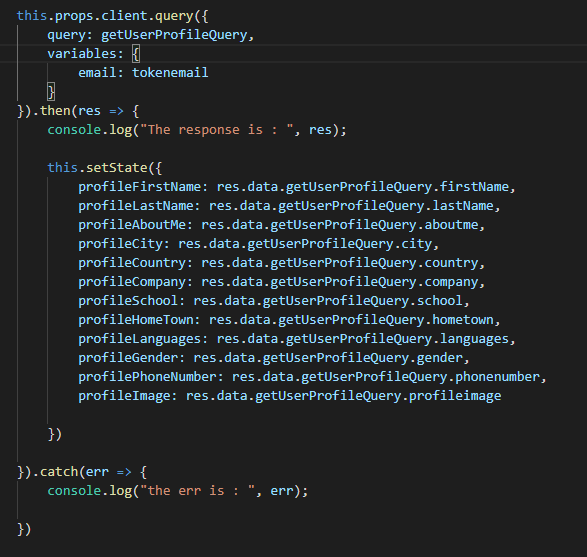 this.props.client.query({
query: getUserProfileQuery,
variables: {
email: tokenemail
}
}).then(res => {
console.log("The response is : ", res);
this.setState({
profileFirstName: res.data.getUserProfileQuery.firstName,
profileLastName: res.data.getUserProfileQuery.lastName,
profileAboutMe: res.data.getUserProfileQuery.aboutme,
profileCity: res.data.getUserProfileQuery.city,
profileCountry: res.data.getUserProfileQuery.country,
profileCompany: res.data.getUserProfileQuery.company,
profileSchool: res.data.getUserProfileQuery.school,
profileHomeTown: res.data.getUserProfileQuery.hometown,
profileLanguages: res.data.getUserProfileQuery.languages,
profileGender: res.data.getUserProfileQuery.gender,
profilePhoneNumber: res.data.getUserProfileQuery.phonenumber,
profileImage: res.data.getUserProfileQuery.profileimage
})
}).catch(err => {
console.log("the err is : ", err);
})